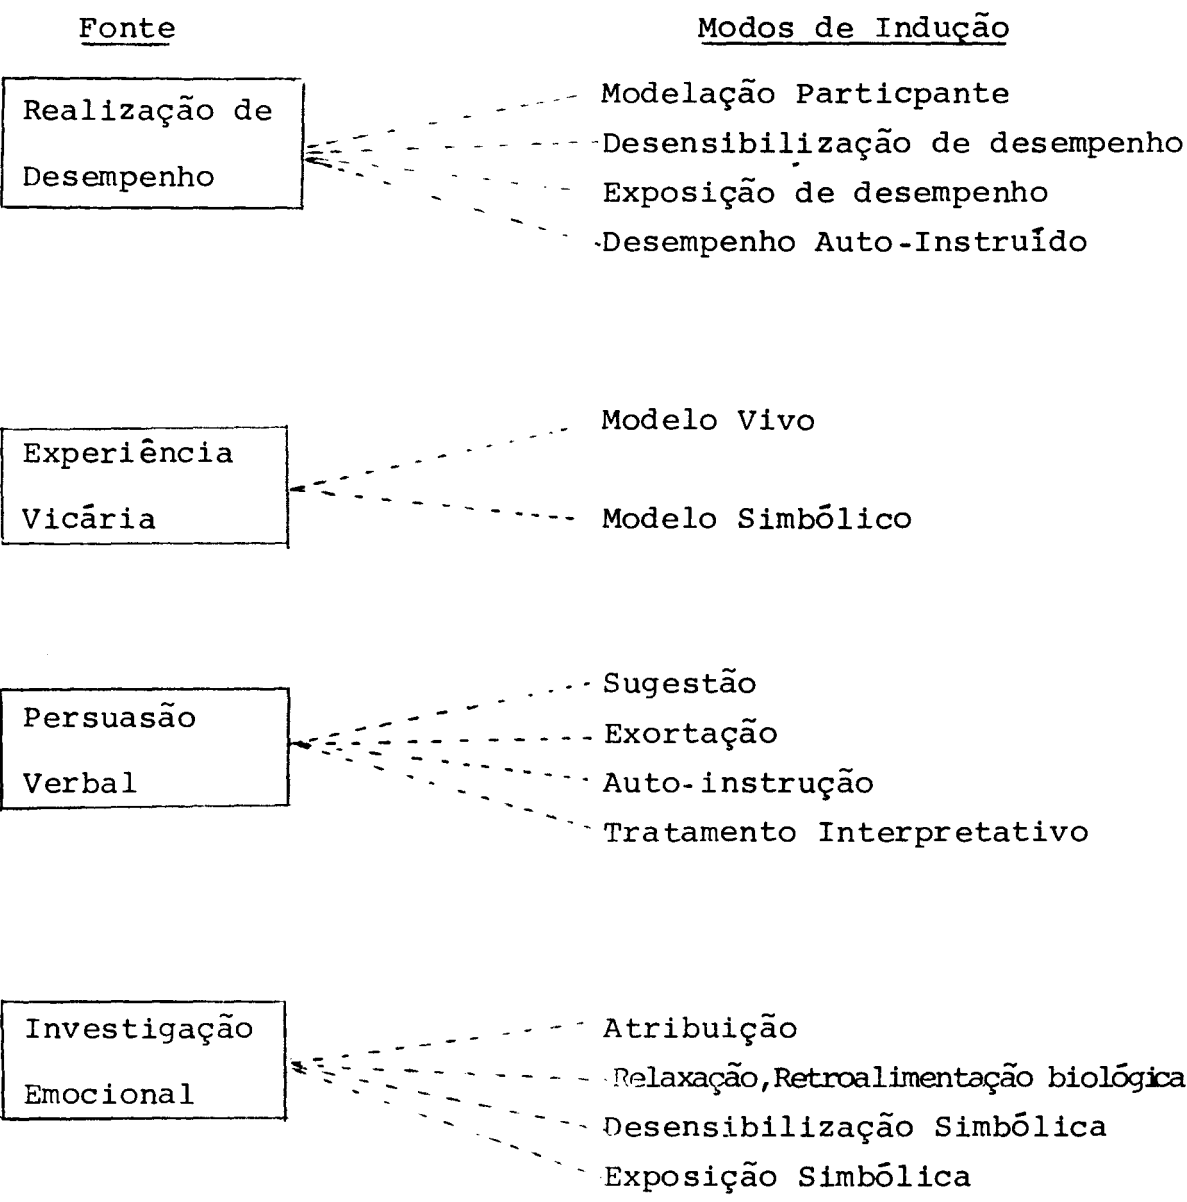 Fonte
Modos de Indução
Realização de
Desempenho
Modelação Particpante
Desensibilização de desempenho
Exposição de desempenho
Desempenho Auto-Instruído
Experiência
Vicária
Modelo Vivo
Modelo Simbólico
Persuasão
Verbal
Sugestão
Exortação
Auto-instrução
Tratamento Interpretativo
Investigação
Emocional
Atribuição
Relaxação,Retroalimentação biológica
Desensibilização Simbólica
Exposição Simbólica